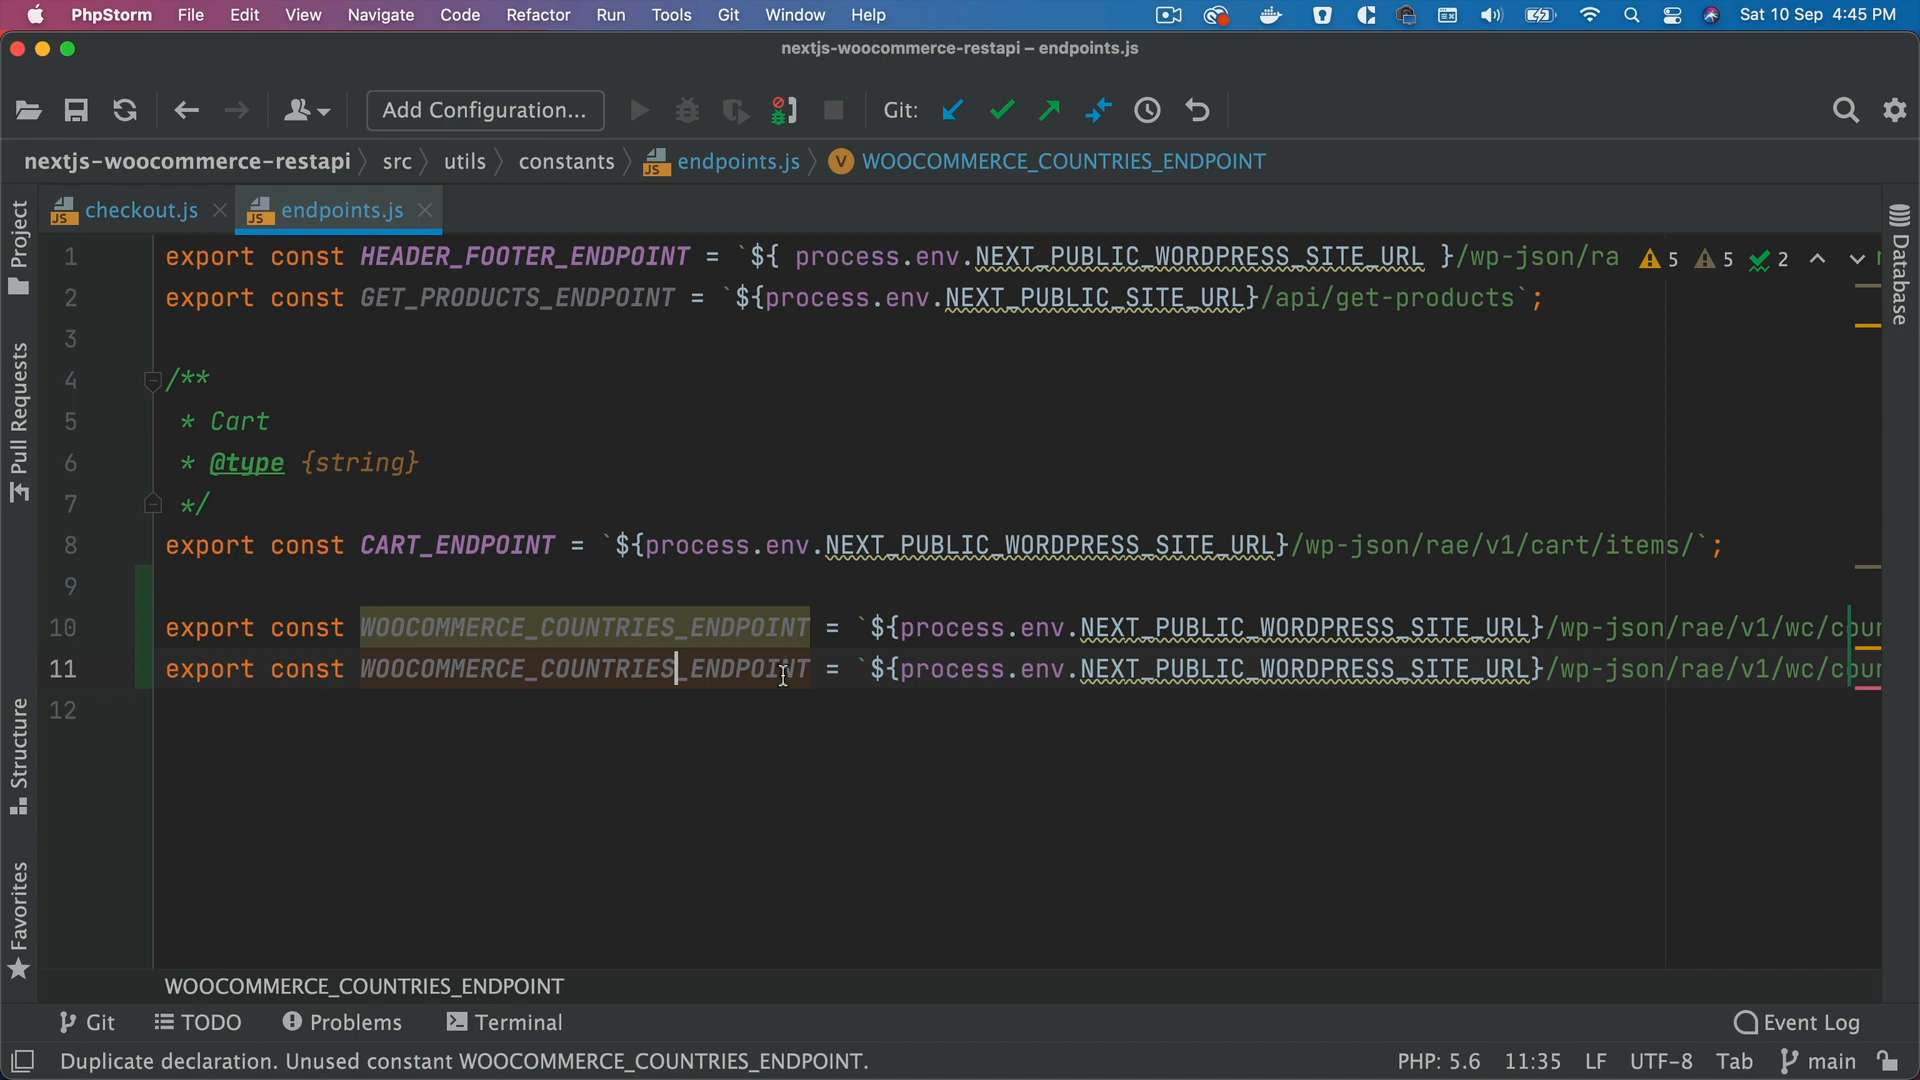 PhpStorm File Edit View Navigate Code Refactor Run Tools Git Window Help Sat 10 Sep 4:45 PM
nextjs-woocommerce-restapi – endpoints.js
Add Configuration... Git:
nextjs-woocommerce-restapi src utils constants JS endpoints.js V WOOCOMMERCE_COUNTRIES_ENDPOINT
JS checkout.js JS endpoints.js
Project
Pull Requests
Structure
Favorites
Database
1 export const HEADER_FOOTER_ENDPOINT = `${ process.env.NEXT_PUBLIC_WORDPRESS_SITE_URL }/wp-json/ra 5 5 2
2 export const GET_PRODUCTS_ENDPOINT = `${process.env.NEXT_PUBLIC_SITE_URL}/api/get-products`;
3
4 /**
5 * Cart
6 * @type {string}
7 */
8 export const CART_ENDPOINT = `${process.env.NEXT_PUBLIC_WORDPRESS_SITE_URL}/wp-json/rae/v1/cart/items/`;
9
10 export const WOOCOMMERCE_COUNTRIES_ENDPOINT = `${process.env.NEXT_PUBLIC_WORDPRESS_SITE_URL}/wp-json/rae/v1/wc/coun
11 export const WOOCOMMERCE_COUNTRIES_ENDPOINT = `${process.env.NEXT_PUBLIC_WORDPRESS_SITE_URL}/wp-json/rae/v1/wc/coun
12
WOOCOMMERCE_COUNTRIES_ENDPOINT
Git TODO Problems Terminal Event Log
Duplicate declaration. Unused constant WOOCOMMERCE_COUNTRIES_ENDPOINT. PHP: 5.6 11:35 LF UTF-8 Tab main